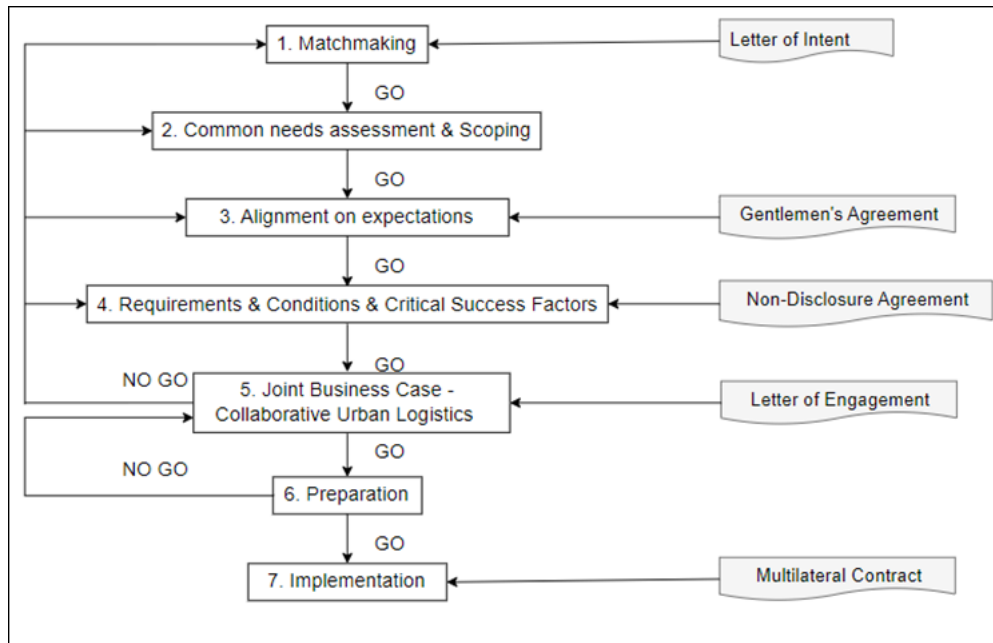 1. Matchmaking
Letter of Intent
GO
2. Common needs assessment & Scoping
GO
3. Alignment on expectations
Gentlemen's Agreement
GO
4. Requirements & Conditions & Critical Success Factors
Non-Disclosure Agreement
GO
NO GO
5. Joint Business Case -
Collaborative Urban Logistics
Letter of Engagement
GO
NO GO
6. Preparation
GO
7. Implementation
Multilateral Contract